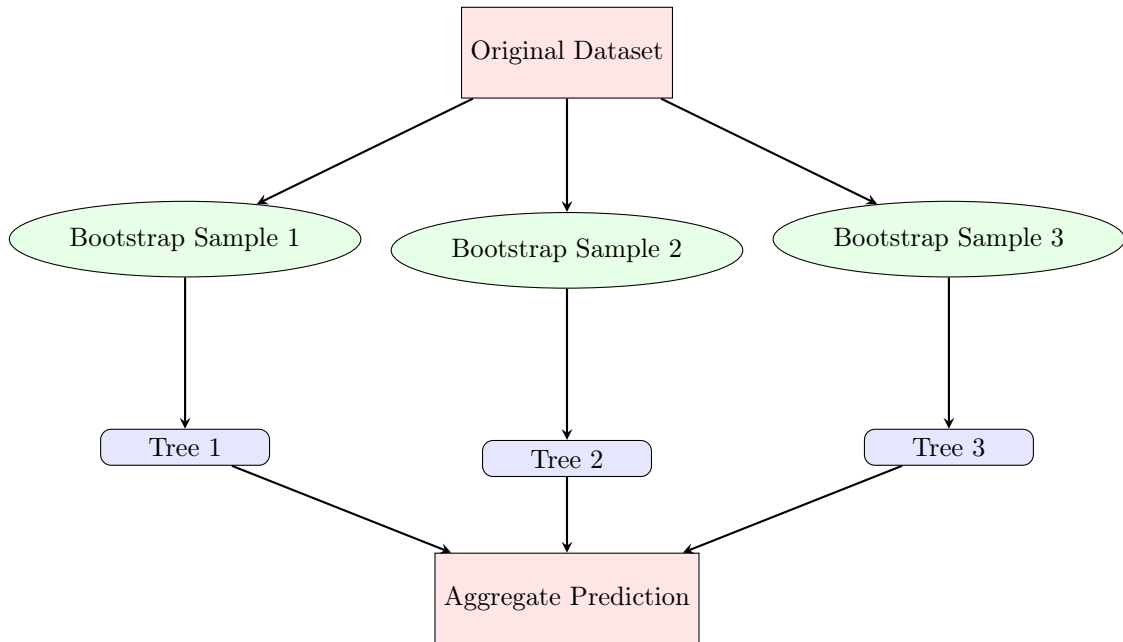 Original Dataset
Bootstrap Sample 1
Bootstrap Sample 2
Bootstrap Sample 3
Tree 1
Tree 2
Tree 3
Aggregate Prediction